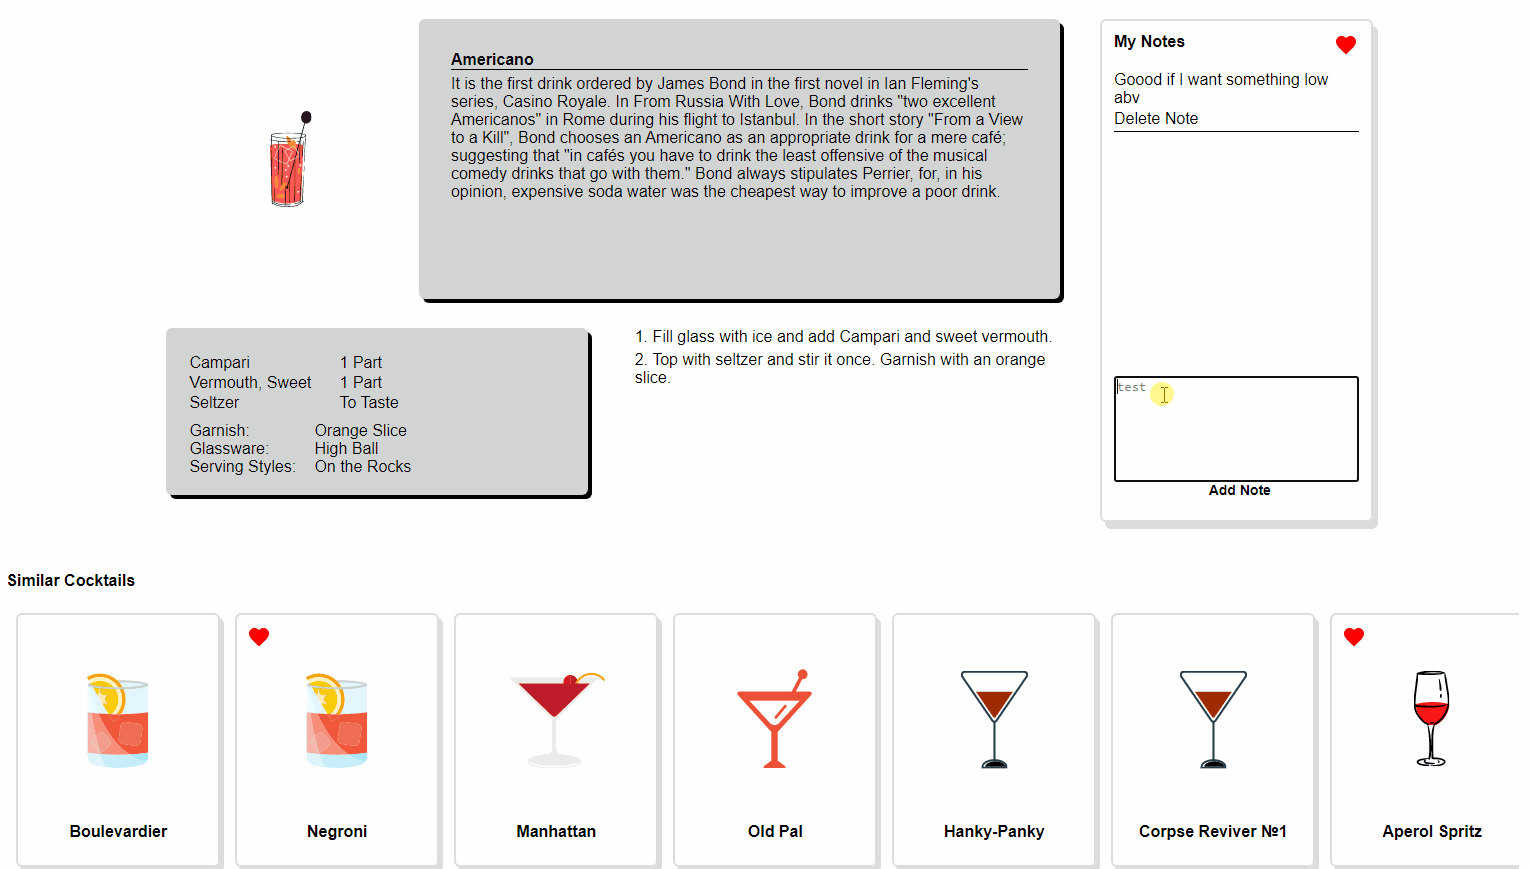 Americano
It is the first drink ordered by James Bond in the first novel in Ian Fleming's
series, Casino Royale. In From Russia With Love, Bond drinks "two excellent
Americanos" in Rome during his flight to Istanbul. In the short story "From a View
to a Kill", Bond chooses an Americano as an appropriate drink for a mere café;
suggesting that "in cafés you have to drink the least offensive of the musical
comedy drinks that go with them." Bond always stipulates Perrier, for, in his
opinion, expensive soda water was the cheapest way to improve a poor drink.
My Notes
Goood if I want something low
abv
Delete Note
test
Add Note
Campari 1 Part
Vermouth, Sweet 1 Part
Seltzer To Taste
Garnish: Orange Slice
Glassware: High Ball
Serving Styles: On the Rocks
1. Fill glass with ice and add Campari and sweet vermouth.
2. Top with seltzer and stir it once. Garnish with an orange
slice.
Similar Cocktails
Boulevardier
Negroni
Manhattan
Old Pal
Hanky-Panky
Corpse Reviver №1
Aperol Spritz